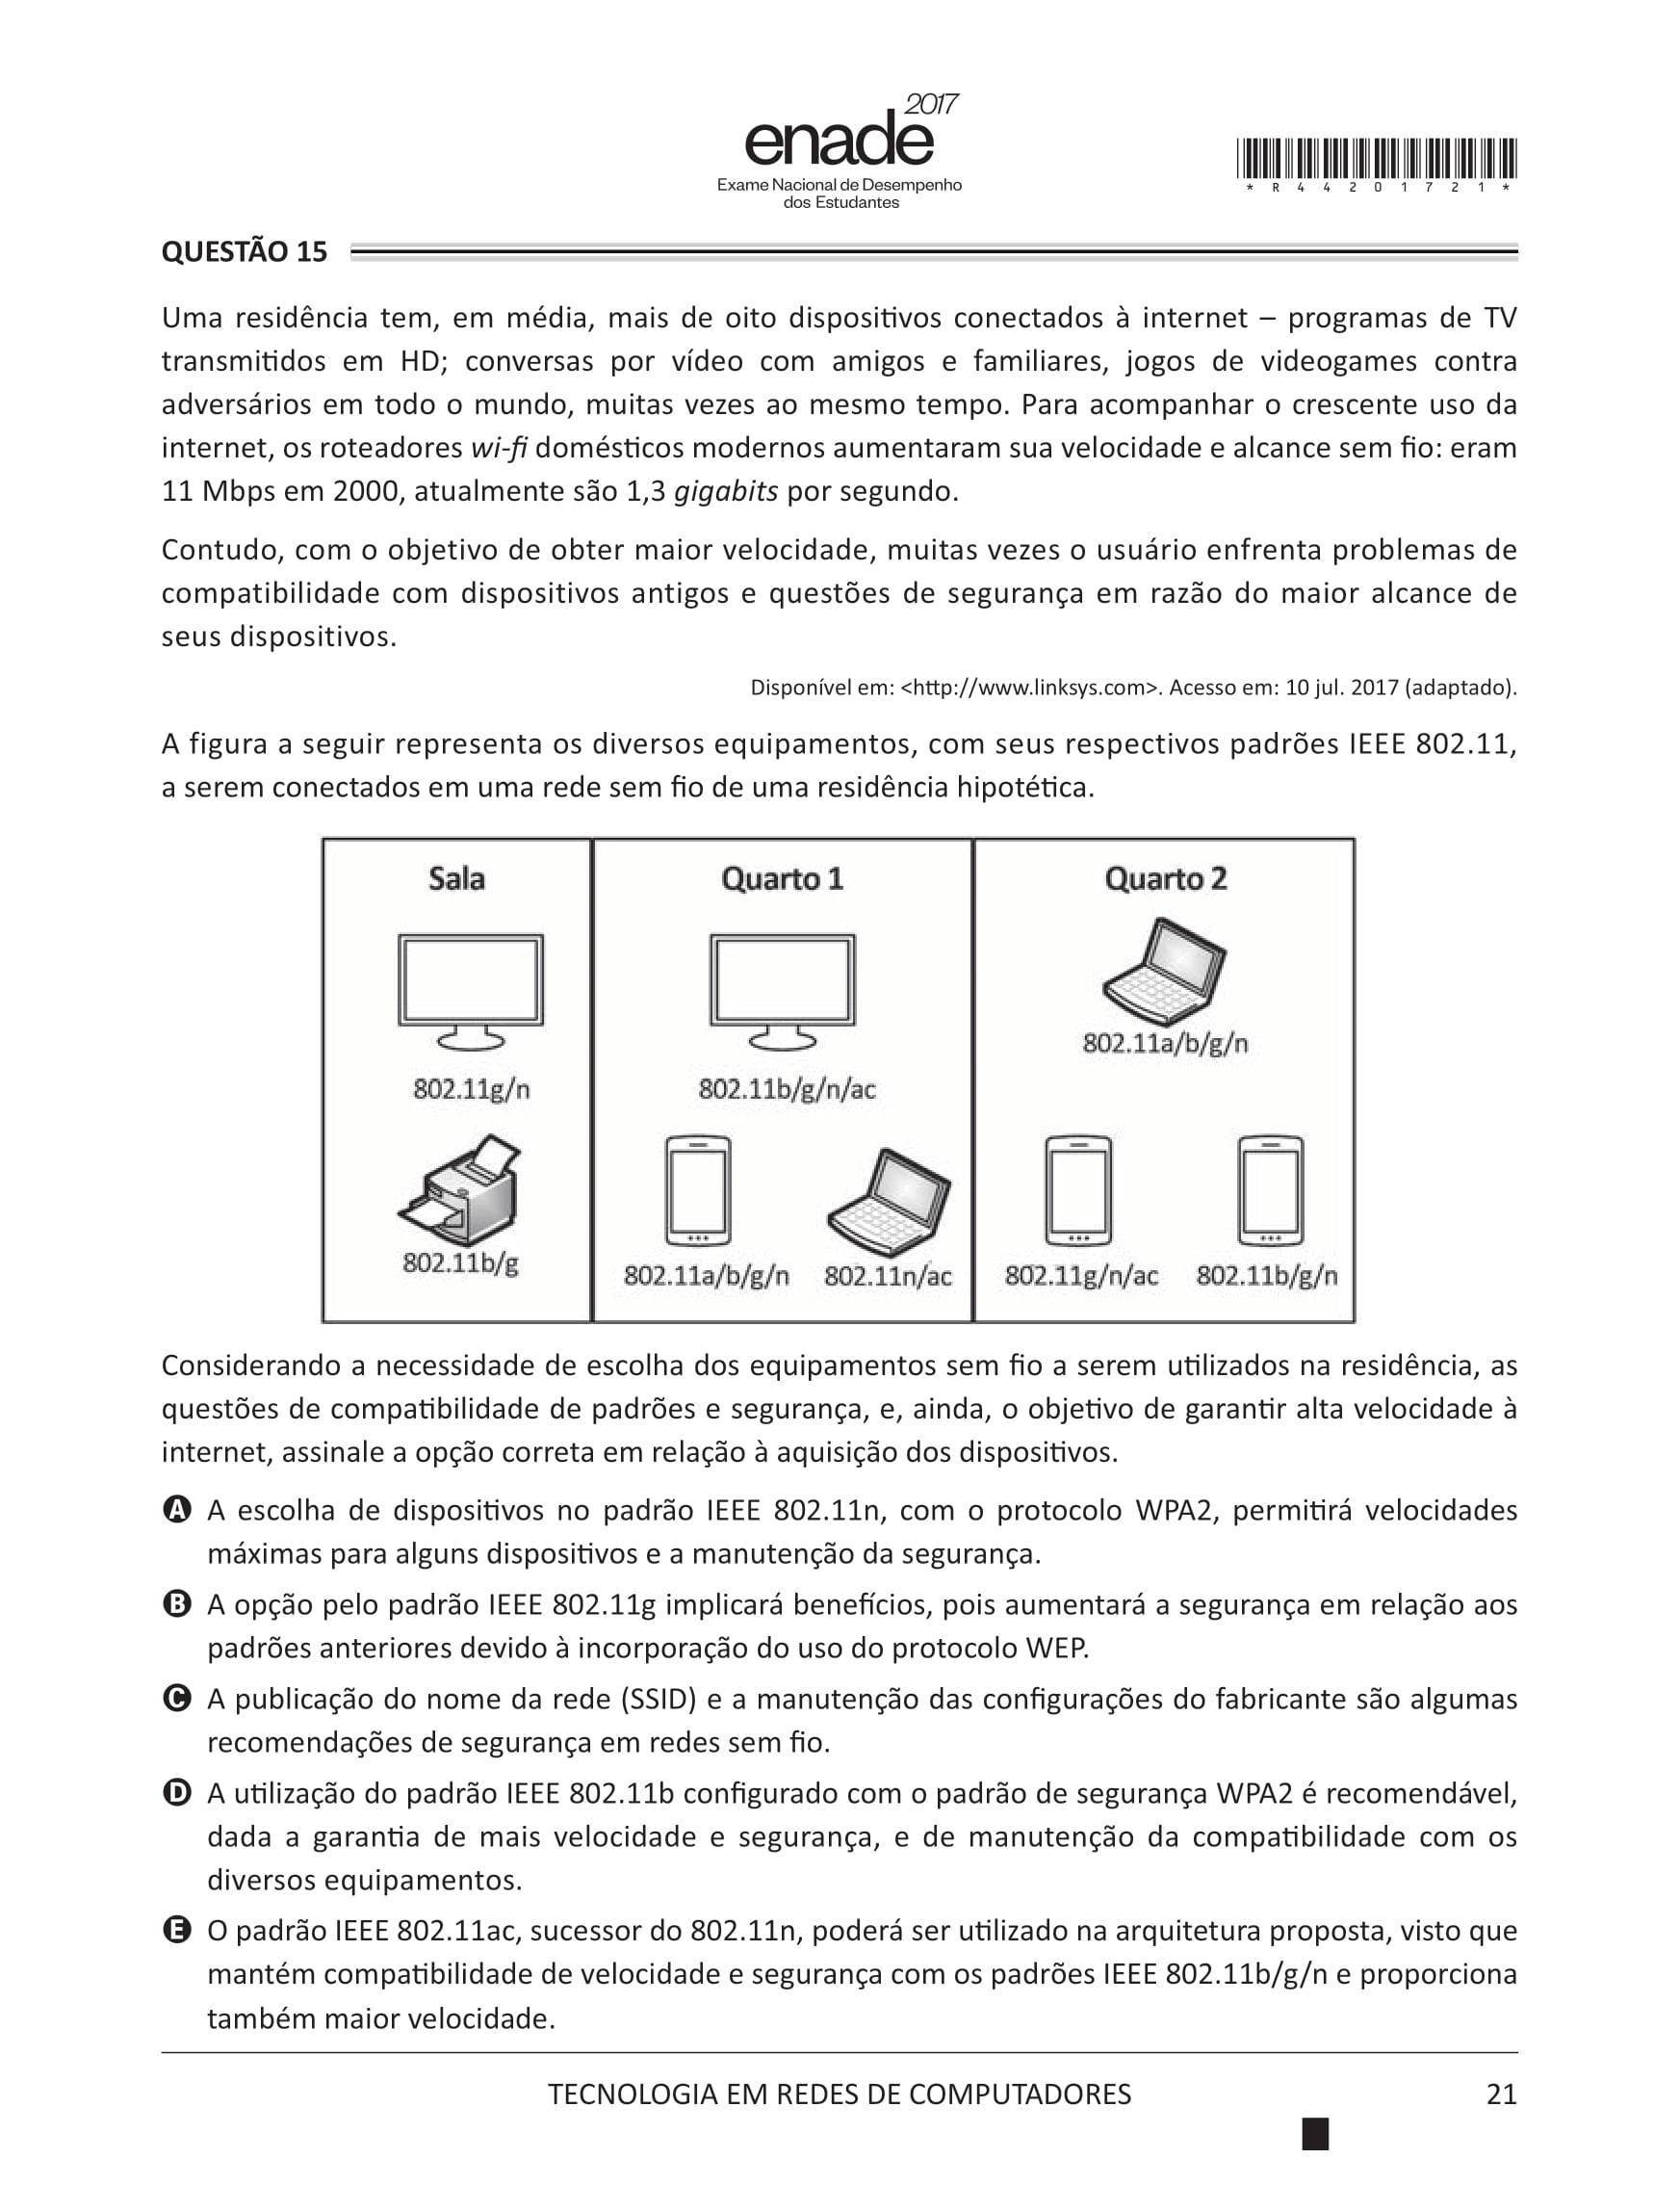 2017
enade
Exame Nacional de Desempenho
dos Estudantes
* R 4 4 2 0 1 7 2 1 *
QUESTÃO 15
Uma residência tem, em média, mais de oito dispositivos conectados à internet – programas de TV
transmitidos em HD; conversas por vídeo com amigos e familiares, jogos de videogames contra
adversários em todo o mundo, muitas vezes ao mesmo tempo. Para acompanhar o crescente uso da
internet, os roteadores wi-fi domésticos modernos aumentaram sua velocidade e alcance sem fio: eram
11 Mbps em 2000, atualmente são 1,3 gigabits por segundo.
Contudo, com o objetivo de obter maior velocidade, muitas vezes o usuário enfrenta problemas de
compatibilidade com dispositivos antigos e questões de segurança em razão do maior alcance de
seus dispositivos.
Disponível em: <http://www.linksys.com>. Acesso em: 10 jul. 2017 (adaptado).
A figura a seguir representa os diversos equipamentos, com seus respectivos padrões IEEE 802.11,
a serem conectados em uma rede sem fio de uma residência hipotética.
Sala
802.11g/n
802.11b/g
Quarto 1
802.11b/g/n/ac
802.11a/b/g/n 802.11n/ac
Quarto 2
802.11a/b/g/n
802.11g/n/ac 802.11b/g/n
Considerando a necessidade de escolha dos equipamentos sem fio a serem utilizados na residência, as
questões de compatibilidade de padrões e segurança, e, ainda, o objetivo de garantir alta velocidade à
internet, assinale a opção correta em relação à aquisição dos dispositivos.
A A escolha de dispositivos no padrão IEEE 802.11n, com o protocolo WPA2, permitirá velocidades
máximas para alguns dispositivos e a manutenção da segurança.
B A opção pelo padrão IEEE 802.11g implicará benefícios, pois aumentará a segurança em relação aos
padrões anteriores devido à incorporação do uso do protocolo WEP.
C A publicação do nome da rede (SSID) e a manutenção das configurações do fabricante são algumas
recomendações de segurança em redes sem fio.
D A utilização do padrão IEEE 802.11b configurado com o padrão de segurança WPA2 é recomendável,
dada a garantia de mais velocidade e segurança, e de manutenção da compatibilidade com os
diversos equipamentos.
E O padrão IEEE 802.11ac, sucessor do 802.11n, poderá ser utilizado na arquitetura proposta, visto que
mantém compatibilidade de velocidade e segurança com os padrões IEEE 802.11b/g/n e proporciona
também maior velocidade.
TECNOLOGIA EM REDES DE COMPUTADORES
21